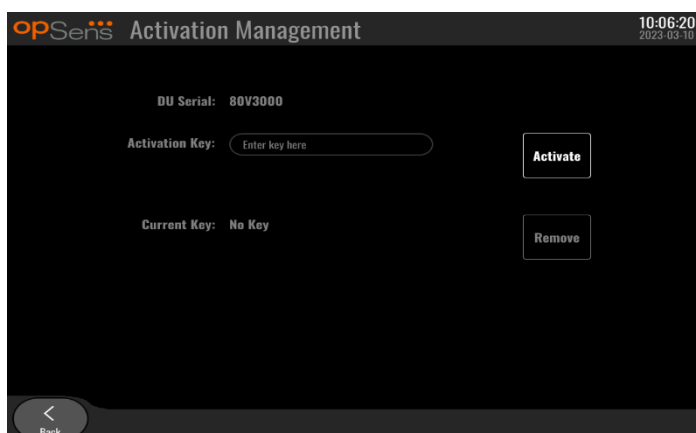 opSens Activation Management 10:06:20
2023-03-10
DU Serial: 80V3000
Activation Key: Enter key here Activate
Current Key: No Key Remove
Back